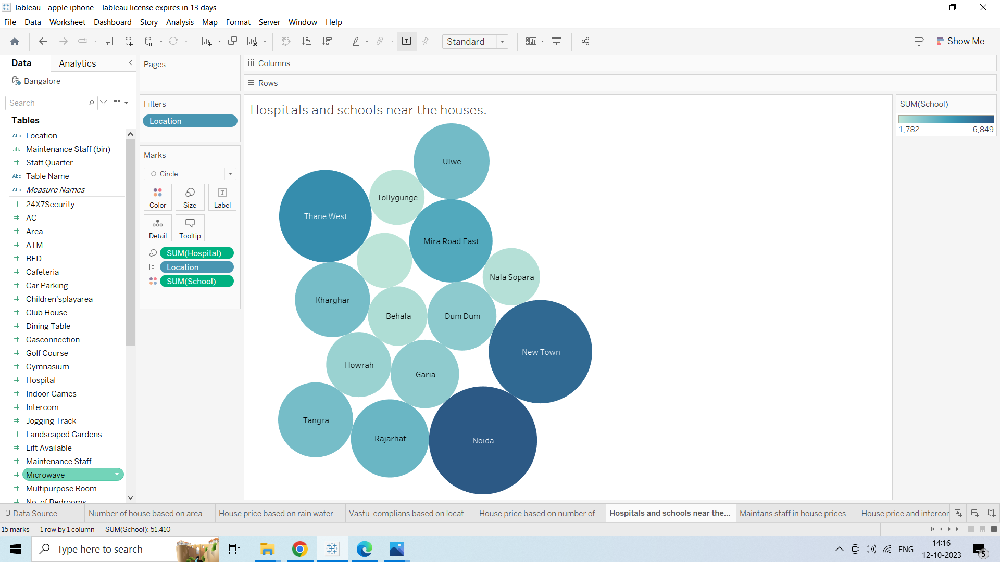 Tableau - apple iphone - Tableau license expires in 13 days
File Data Worksheet Dashboard Story Analysis Map Format Server Window Help
Standard
Show Me
Data Analytics
Bangalore
Search
Tables
Abc Location
Maintenance Staff (bin)
# Staff Quarter
Abc Table Name
Abc Measure Names
# 24X7Security
# AC
# Area
# ATM
# BED
# Cafeteria
# Car Parking
# Children'splayarea
# Club House
# Dining Table
# Gasconnection
# Golf Course
# Gymnasium
# Hospital
# Indoor Games
# Intercom
# Jogging Track
# Landscaped Gardens
# Lift Available
# Maintenance Staff
# Microwave
# Multipurpose Room
# No. of Bedrooms
Pages
Filters
Location
Marks
Circle
Color Size Label
Detail Tooltip
SUM(Hospital)
Location
SUM(School)
Columns
Rows
Hospitals and schools near the houses.
Ulwe
Tollygunge
Thane West
Mira Road East
Nala Sopara
Kharghar
Behala
Dum Dum
New Town
Howrah
Garia
Tangra
Rajarhat
Noida
SUM(School)
1,782 6,849
Data Source
Number of house based on area ...
House price based on rain water ...
Vastu complians based on locat...
House price based on number of...
Hospitals and schools near the...
Maintans staff in house prices.
House price and intercor
15 marks 1 row by 1 column SUM(School): 51,410
Type here to search
ENG
14:16
12-10-2023
5